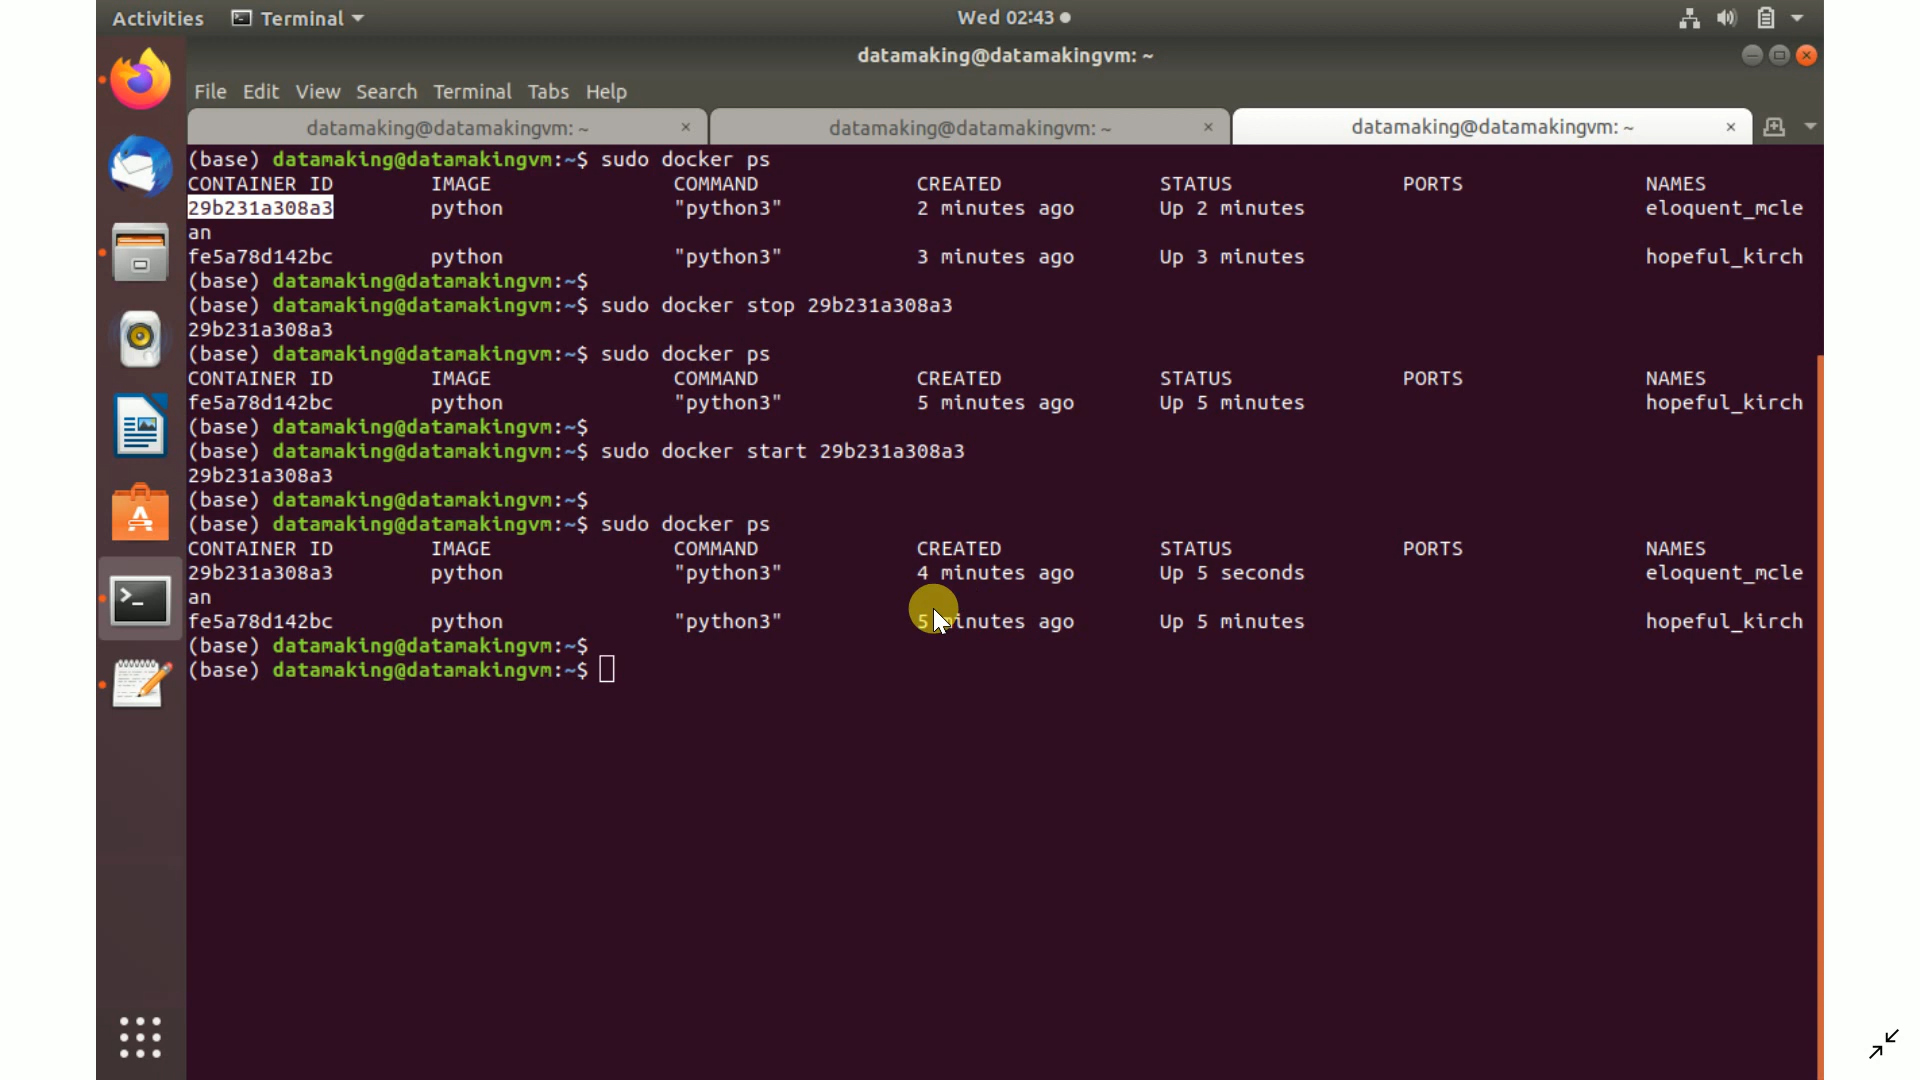 Activities Terminal Wed 02:43
datamaking@datamakingvm: ~
File Edit View Search Terminal Tabs Help
datamaking@datamakingvm: ~ × datamaking@datamakingvm: ~ × datamaking@datamakingvm: ~ ×
(base) datamaking@datamakingvm:~$ sudo docker ps
CONTAINER ID IMAGE COMMAND CREATED STATUS PORTS NAMES
29b231a308a3 python "python3" 2 minutes ago Up 2 minutes eloquent_mcle
an
fe5a78d142bc python "python3" 3 minutes ago Up 3 minutes hopeful_kirch
(base) datamaking@datamakingvm:~$
(base) datamaking@datamakingvm:~$ sudo docker stop 29b231a308a3
29b231a308a3
(base) datamaking@datamakingvm:~$ sudo docker ps
CONTAINER ID IMAGE COMMAND CREATED STATUS PORTS NAMES
fe5a78d142bc python "python3" 5 minutes ago Up 5 minutes hopeful_kirch
(base) datamaking@datamakingvm:~$
(base) datamaking@datamakingvm:~$ sudo docker start 29b231a308a3
29b231a308a3
(base) datamaking@datamakingvm:~$
(base) datamaking@datamakingvm:~$ sudo docker ps
CONTAINER ID IMAGE COMMAND CREATED STATUS PORTS NAMES
29b231a308a3 python "python3" 4 minutes ago Up 5 seconds eloquent_mcle
an
fe5a78d142bc python "python3" 5 minutes ago Up 5 minutes hopeful_kirch
(base) datamaking@datamakingvm:~$
(base) datamaking@datamakingvm:~$